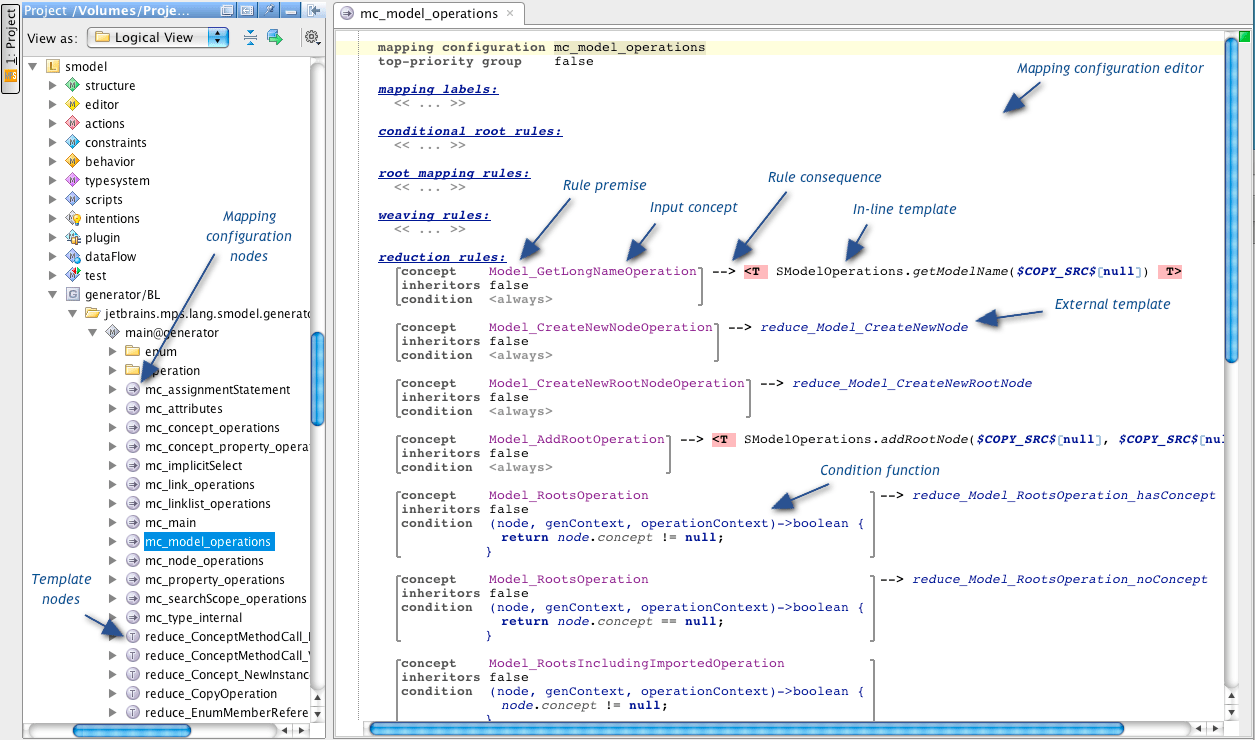 Project /Volumes/Proje...
1: Project
View as: Logical View
smodel
structure
editor
actions
constraints
behavior
typesystem
scripts
intentions
plugin
dataFlow
test
generator/BL
jetbrains.mps.lang.smodel.generato
main@generator
enum
operation
mc_assignmentStatement
mc_attributes
mc_concept_operations
mc_concept_property_operat
mc_implicitSelect
mc_link_operations
mc_linklist_operations
mc_main
mc_model_operations
mc_node_operations
mc_property_operations
mc_searchScope_operations
mc_type_internal
reduce_ConceptMethodCall_
reduce_ConceptMethodCall_
reduce_Concept_NewInstanc
reduce_CopyOperation
reduce_EnumMemberRefere
Mapping
configuration
nodes
Template
nodes
mc_model_operations
mapping configuration mc_model_operations
top-priority group false
Mapping configuration editor
mapping labels:
<< ... >>
conditional root rules:
<< ... >>
root mapping rules:
<< ... >>
Rule premise
Rule consequence
Input concept
In-line template
weaving rules:
<< ... >>
reduction rules:
concept Model_GetLongNameOperation --> <T SModelOperations.getModelName($COPY_SRC$[null]) T>
inheritors false
condition <always>
External template
concept Model_CreateNewNodeOperation --> reduce_Model_CreateNewNode
inheritors false
condition <always>
concept Model_CreateNewRootNodeOperation --> reduce_Model_CreateNewRootNode
inheritors false
condition <always>
concept Model_AddRootOperation --> <T SModelOperations.addRootNode($COPY_SRC$[null], $COPY_SRC$[nul
inheritors false
condition <always>
Condition function
concept Model_RootsOperation --> reduce_Model_RootsOperation_hasConcept
inheritors false
condition (node, genContext, operationContext)->boolean {
return node.concept != null;
}
concept Model_RootsOperation --> reduce_Model_RootsOperation_noConcept
inheritors false
condition (node, genContext, operationContext)->boolean {
return node.concept == null;
}
concept Model_RootsIncludingImportedOperation
inheritors false
condition (node, genContext, operationContext)->boolean {
node.concept != null;
}